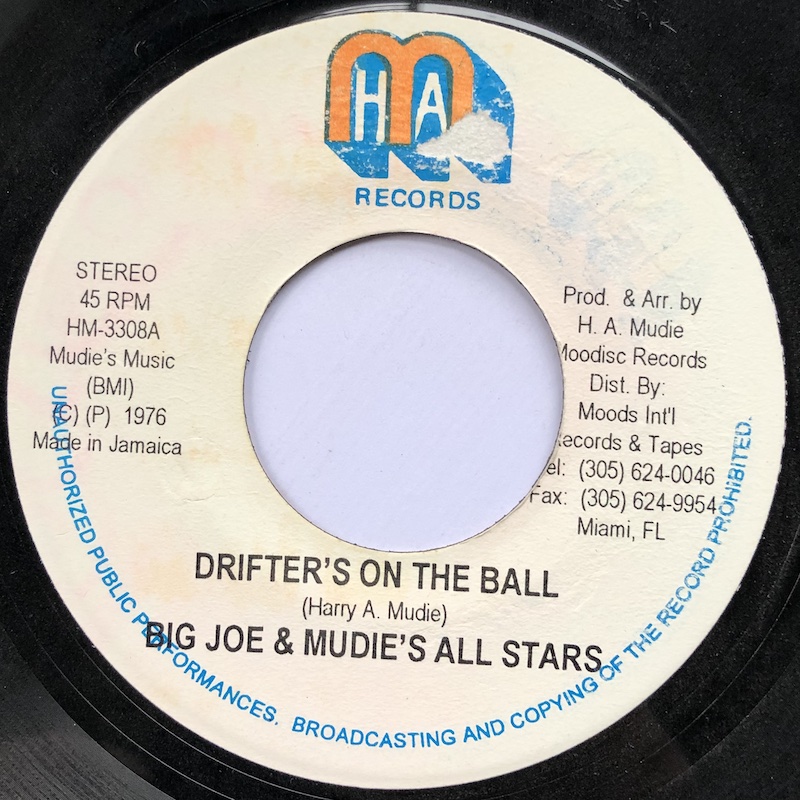 M
HA
RECORDS
STEREO
45 RPM
HM-3308A
Mudie's Music
(BMI)
(C) (P) 1976
Made in Jamaica
Prod. & Arr. by
H. A. Mudie
Moodisc Records
Dist. By:
Moods Int'l
Records & Tapes
Tel: (305) 624-0046
Fax: (305) 624-9954
Miami, FL
DRIFTER'S ON THE BALL
(Harry A. Mudie)
BIG JOE & MUDIE'S ALL STARS
UNAUTHORIZED PUBLIC PERFORMANCES, BROADCASTING AND COPYING OF THE RECORD PROHIBITED.